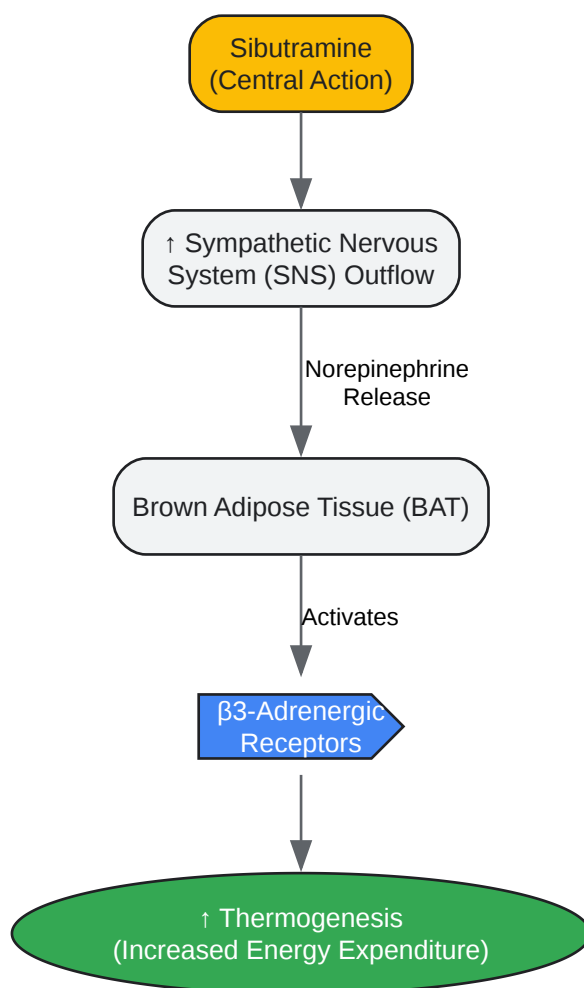 Sibutramine
(Central Action)
↑ Sympathetic Nervous
System (SNS) Outflow
Norepinephrine
Release
Brown Adipose Tissue (BAT)
Activates
β3-Adrenergic
Receptors
↑ Thermogenesis
(Increased Energy Expenditure)